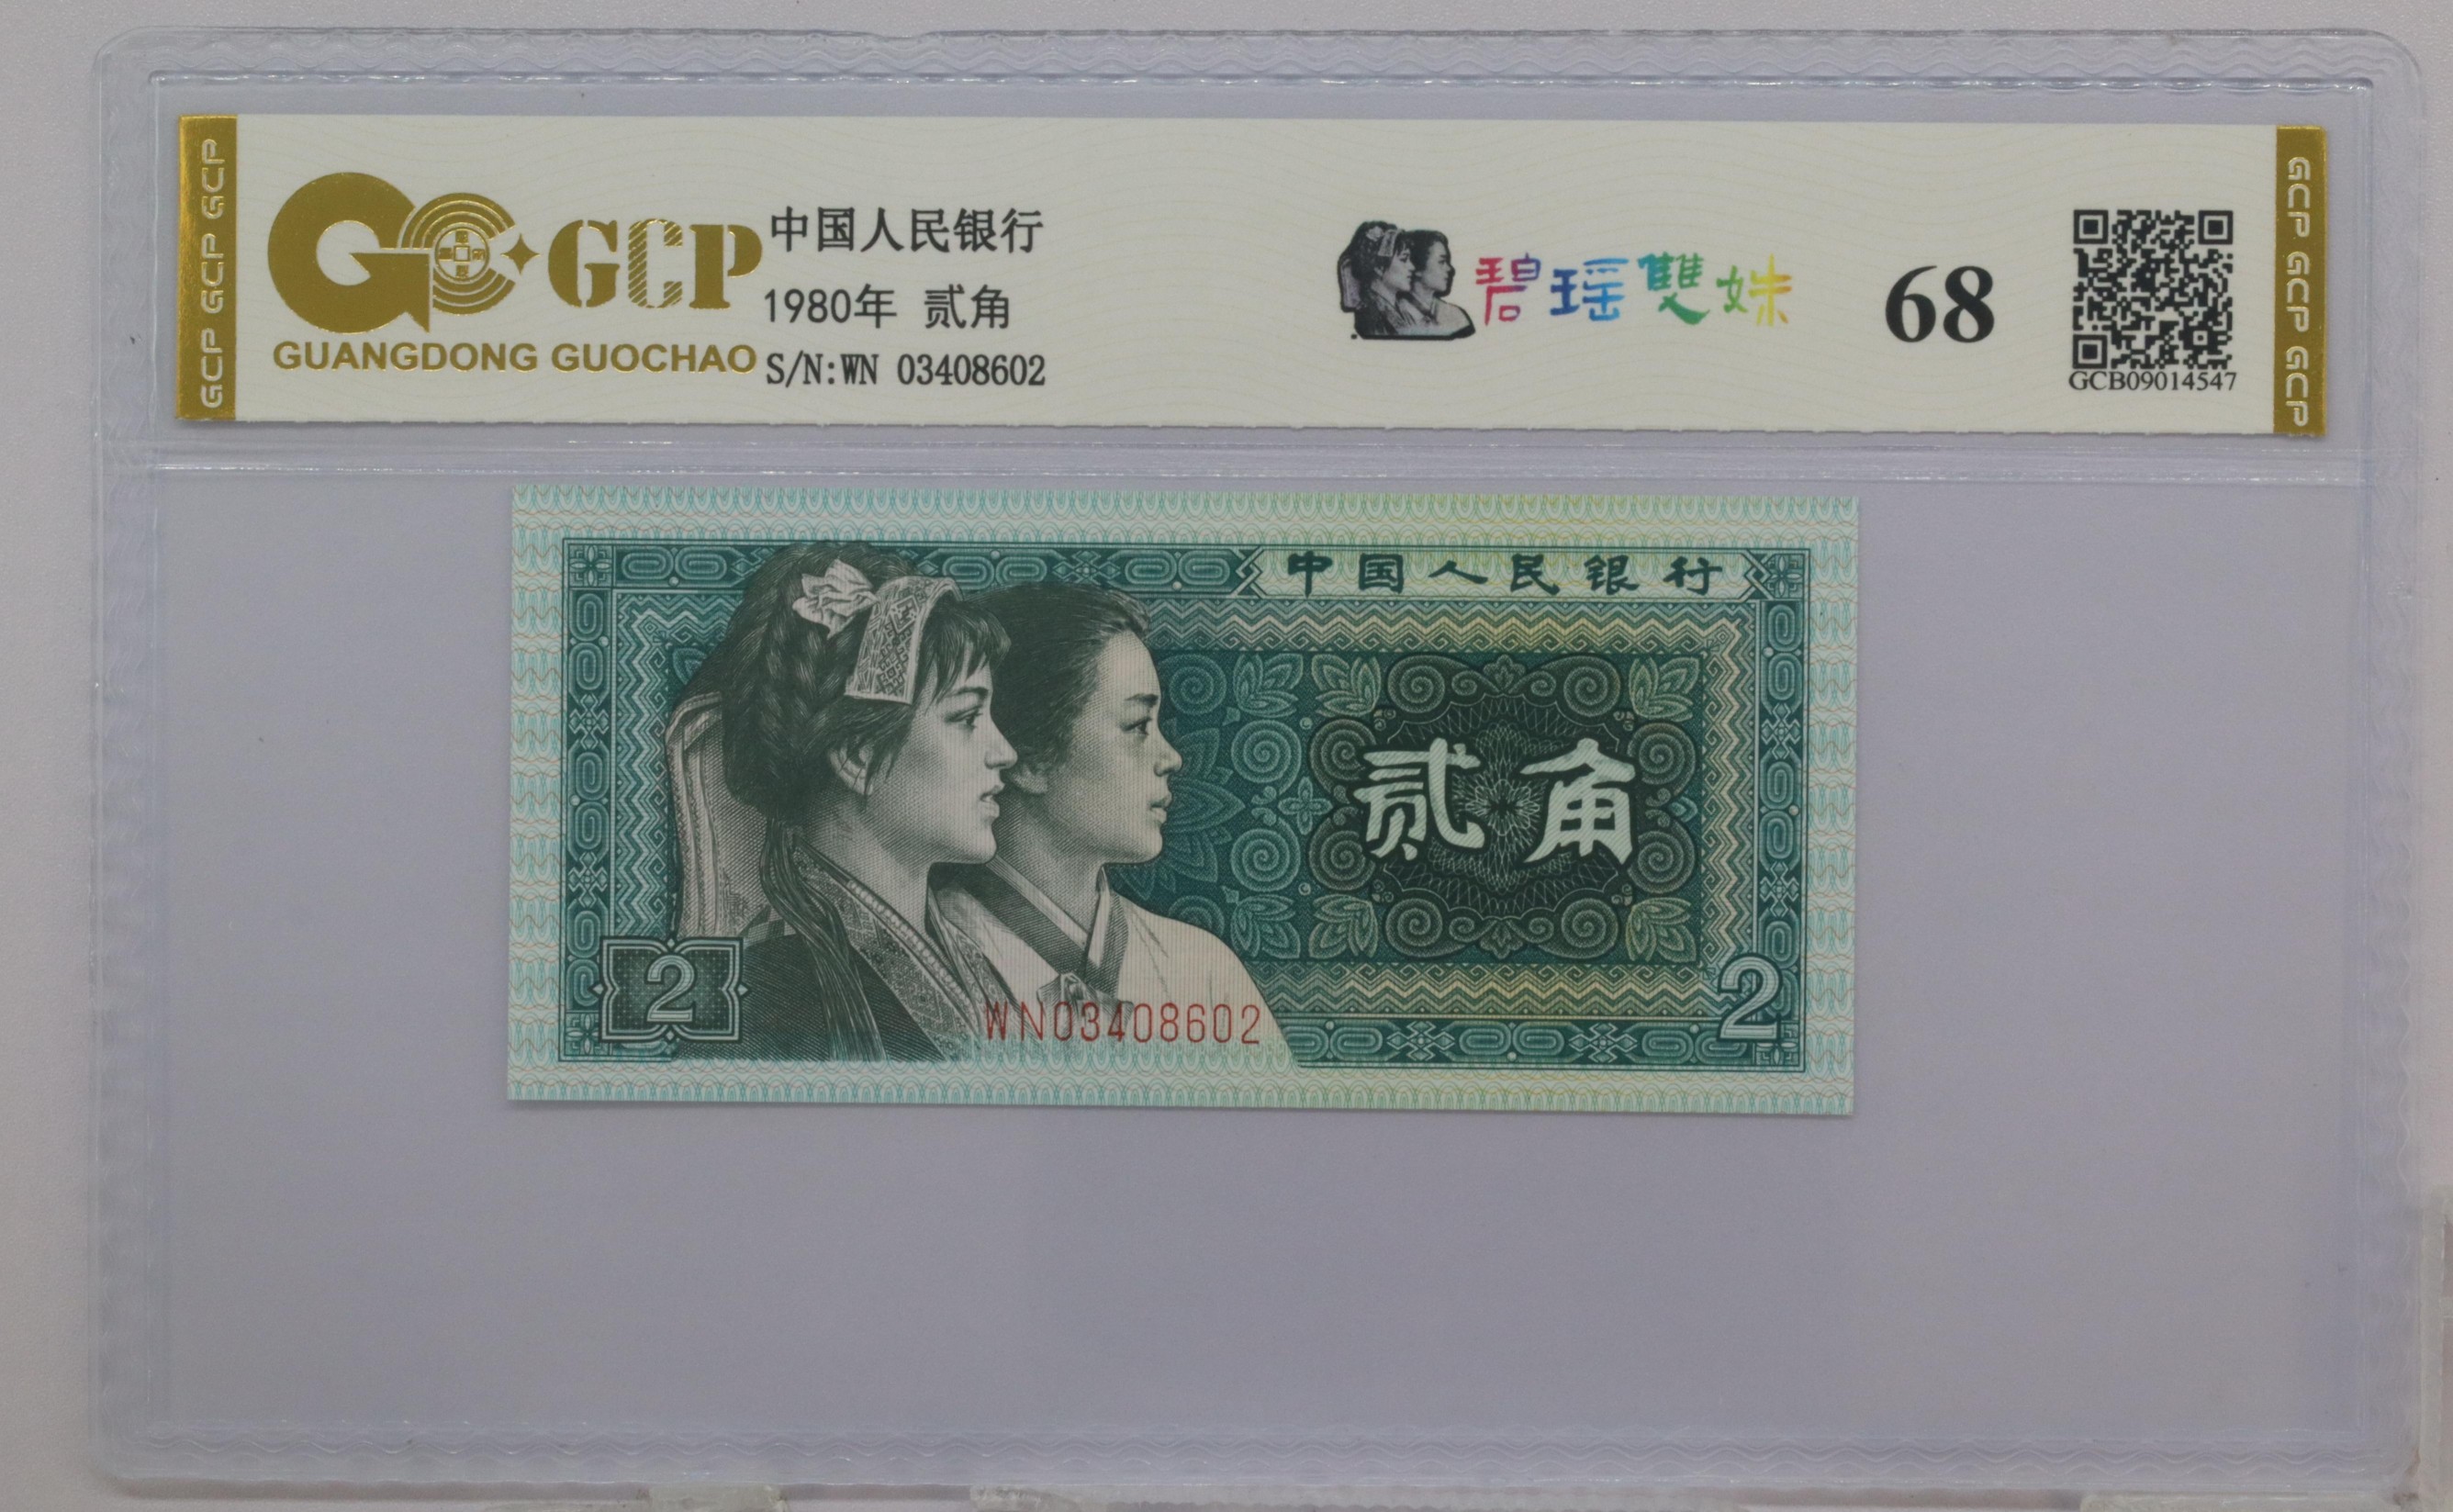 GCP GCP GCP
GCP
GUANGDONG GUOCHAO
中国人民银行
1980年 贰角
S/N:WN 03408602
碧瑶雙姝
68
GCB09014547
GCP GCP GCP
中国人民银行
贰角
2
WN03408602
2